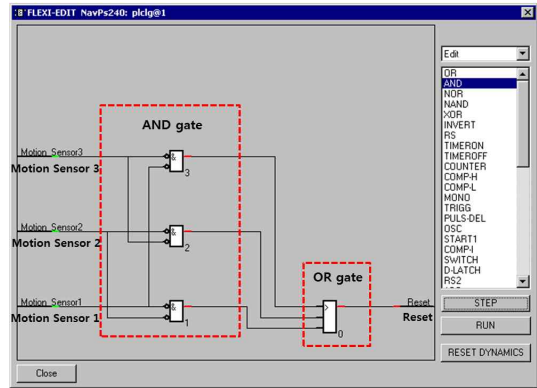 FLEXI-EDIT NavPs240: plclg@1
Edit
OR
AND
NOR
NAND
XOR
INVERT
RS
TIMERON
TIMEROFF
COUNTER
COMP-H
COMP-L
MONO
TRIGG
PULS-DEL
OSC
START1
COMP-I
SWITCH
D-LATCH
RS2
AND gate
Motion_Sensor3
Motion Sensor 3
&
3
Motion_Sensor2
Motion Sensor 2
&
2
OR gate
Motion_Sensor1
Motion Sensor 1
&
1
>
0
Reset
Reset
STEP
RUN
RESET DYNAMICS
Close